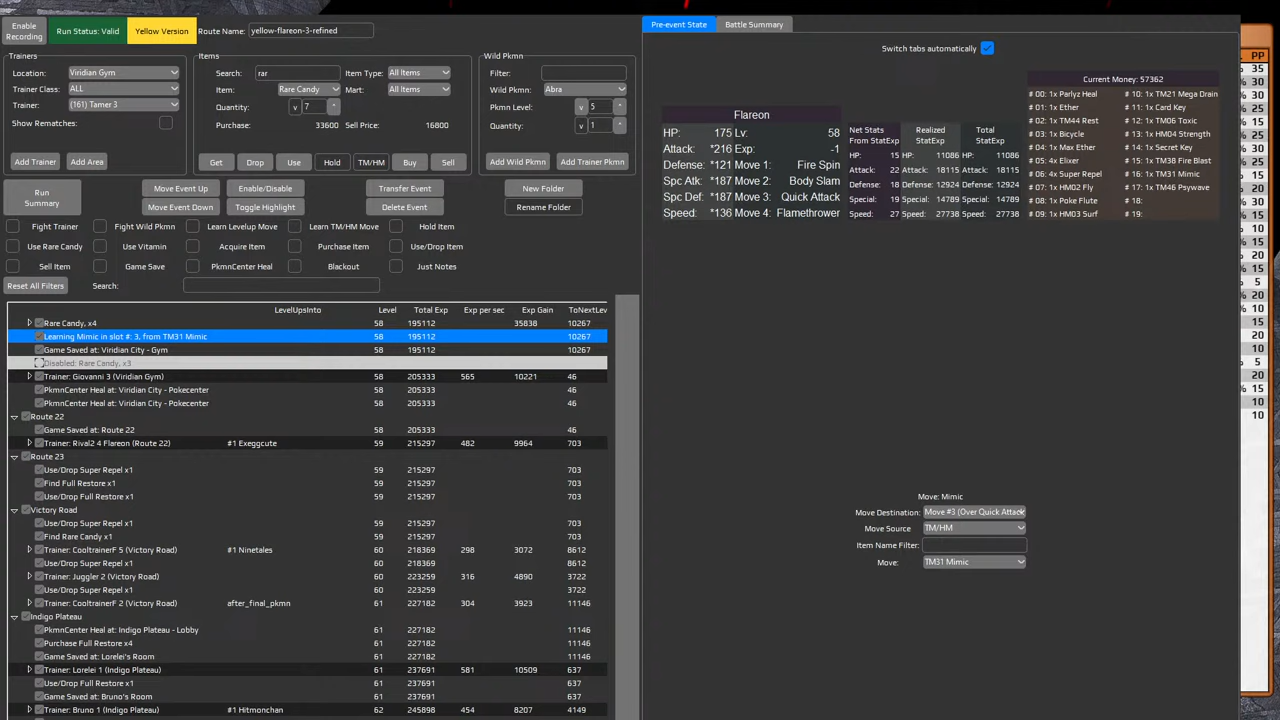 Enable Recording
Run Status: Valid
Yellow Version
Route Name: yellow-flareon-3-refined
Pre-event State
Battle Summary
Switch tabs automatically
Trainers
Location: Viridian Gym
Trainer Class: ALL
Trainer: (161) Tamer 3
Show Rematches:
Add Trainer Add Area
Items
Search: rar Item Type: All Items
Item: Rare Candy Mart: All Items
Quantity: v 7 ^
Purchase: 33600 Sell Price: 16800
Get Drop Use Hold TM/HM Buy Sell
Wild Pkmn
Filter:
Wild Pkmn: Abra
Pkmn Level: v 5 ^
Quantity: v 1 ^
Add Wild Pkmn Add Trainer Pkmn
Run Summary
Move Event Up Enable/Disable Transfer Event New Folder
Move Event Down Toggle Highlight Delete Event Rename Folder
Fight Trainer Fight Wild Pkmn Learn Levelup Move Learn TM/HM Move Hold Item
Use Rare Candy Use Vitamin Acquire Item Purchase Item Use/Drop Item
Sell Item Game Save PkmnCenter Heal Blackout Just Notes
Reset All Filters Search:
LevelUpsInto Level Total Exp Exp per sec Exp Gain ToNextLev
Rare Candy, x4 58 195112 35838 10267
Learning Mimic in slot #: 3, from TM31 Mimic 58 195112 10267
Game Saved at: Viridian City - Gym 58 195112 10267
Disabled: Rare Candy, x3
Trainer: Giovanni 3 (Viridian Gym) 58 205333 565 10221 46
PkmnCenter Heal at: Viridian City - Pokecenter 58 205333 46
PkmnCenter Heal at: Viridian City - Pokecenter 58 205333 46
Route 22
Game Saved at: Route 22 58 205333 46
Trainer: Rival2 4 Flareon (Route 22) #1 Exeggcute 59 215297 482 9964 703
Route 23
Use/Drop Super Repel x1 59 215297 703
Find Full Restore x1 59 215297 703
Use/Drop Full Restore x1 59 215297 703
Victory Road
Use/Drop Super Repel x1 59 215297 703
Find Rare Candy x1 59 215297 703
Trainer: CooltrainerF 5 (Victory Road) #1 Ninetales 60 218369 298 3072 8612
Use/Drop Super Repel x1 60 218369 8612
Trainer: Juggler 2 (Victory Road) 60 223259 316 4890 3722
Use/Drop Super Repel x1 60 223259 3722
Trainer: CooltrainerF 2 (Victory Road) after_final_pkmn 61 227182 304 3923 11146
Indigo Plateau
PkmnCenter Heal at: Indigo Plateau - Lobby 61 227182 11146
Purchase Full Restore x4 61 227182 11146
Game Saved at: Lorelei's Room 61 227182 11146
Trainer: Lorelei 1 (Indigo Plateau) 61 237691 581 10509 637
Use/Drop Full Restore x1 61 237691 637
Game Saved at: Bruno's Room 61 237691 637
Trainer: Bruno 1 (Indigo Plateau) #1 Hitmonchan 62 245898 454 8207 4149
Flareon
HP: 175 Lv: 58
Attack: *216 Exp: -1
Defense: *121 Move 1: Fire Spin
Spc Atk: *187 Move 2: Body Slam
Spc Def: *187 Move 3: Quick Attack
Speed: *136 Move 4: Flamethrower
Net Stats From StatExp
HP: 15
Attack: 22
Defense: 18
Special: 19
Speed: 27
Realized StatExp
HP: 11086
Attack: 18115
Defense: 12924
Special: 14789
Speed: 27738
Total StatExp
HP: 11086
Attack: 18115
Defense: 12924
Special: 14789
Speed: 27738
Current Money: 57362
# 00: 1x Parlyz Heal # 10: 1x TM21 Mega Drain
# 01: 1x Ether # 11: 1x Card Key
# 02: 1x TM44 Rest # 12: 1x TM06 Toxic
# 03: 1x Bicycle # 13: 1x HM04 Strength
# 04: 1x Max Ether # 14: 1x Secret Key
# 05: 4x Elixer # 15: 1x TM38 Fire Blast
# 06: 4x Super Repel # 16: 1x TM31 Mimic
# 07: 1x HM02 Fly # 17: 1x TM46 Psywave
# 08: 1x Poke Flute # 18:
# 09: 1x HM03 Surf # 19:
Move: Mimic
Move Destination: Move #3 (Over Quick Attack
Move Source TM/HM
Item Name Filter:
Move: TM31 Mimic
PP
35